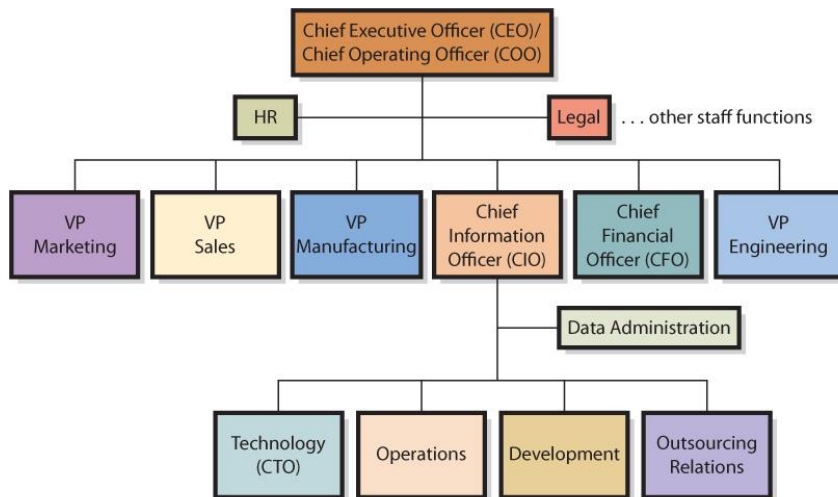 Chief Executive Officer (CEO)/
Chief Operating Officer (COO)
HR
Legal
. . . other staff functions
VP
Marketing
VP
Sales
VP
Manufacturing
Chief
Information
Officer (CIO)
Chief
Financial
Officer (CFO)
VP
Engineering
Data Administration
Technology
(CTO)
Operations
Development
Outsourcing
Relations